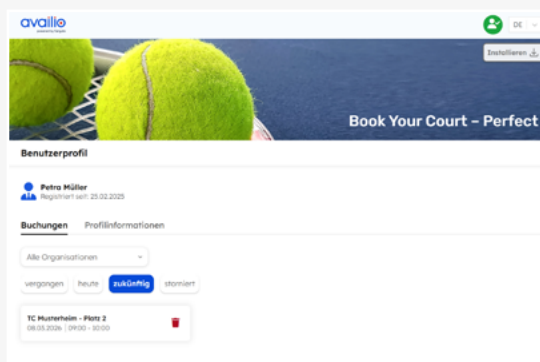 availio
DE
Installieren
Book Your Court – Perfect
Benutzerprofil
Petra Müller
Registriert seit: 25.02.2025
Buchungen Profilinformationen
Alle Organisationen
vergangen heute zukünftig storniert
TC Musterheim - Platz 2
08.03.2026 | 09:00 - 10:00